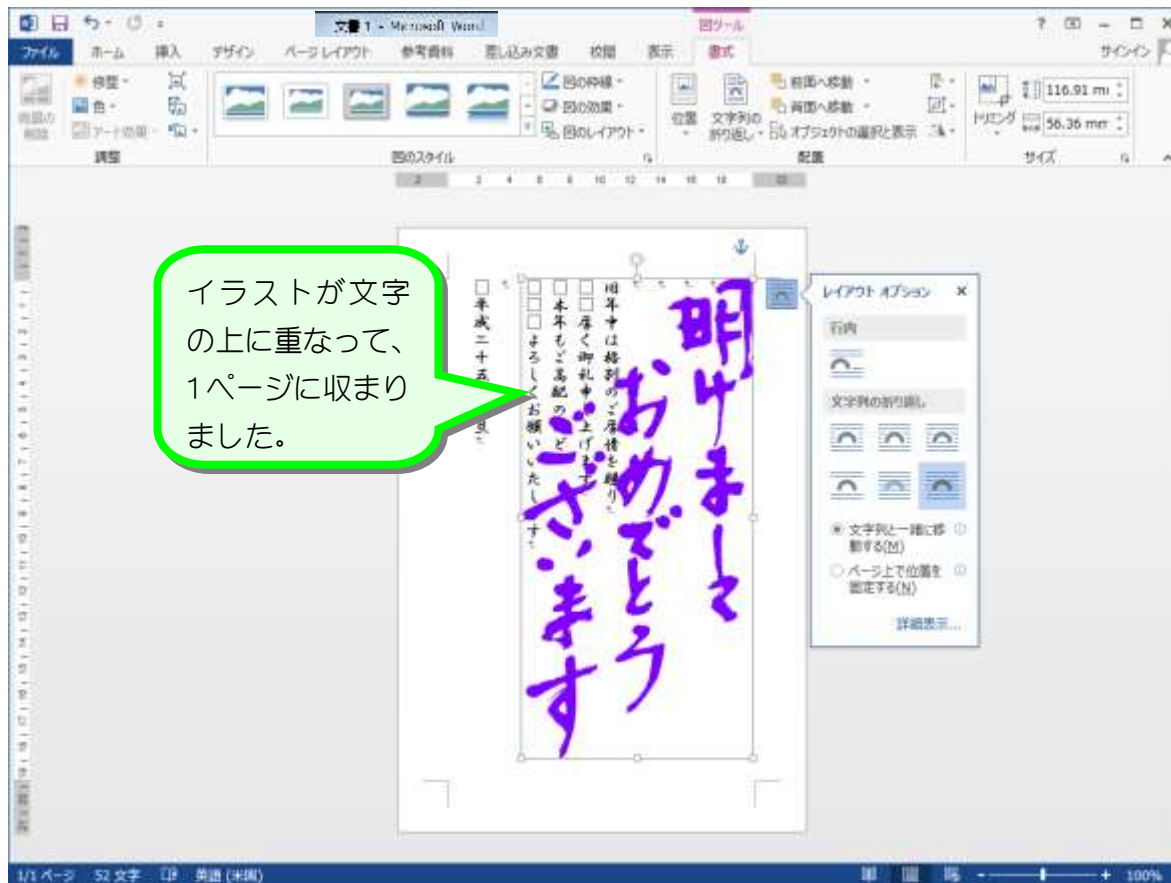 文書 1 - Microsoft Word
図ツール
ファイル
ホーム
挿入
デザイン
ページ レイアウト
参考資料
差し込み文書
校閲
表示
書式
サインイン
背景の
削除
修整
色
アート効果
調整
図のスタイル
図の枠線
図の効果
図のレイアウト
位置
文字列の
折り返し
前面へ移動
背面へ移動
オブジェクトの選択と表示
配置
トリミング
116.91 mm
56.36 mm
サイズ
イラストが文字
の上に重なって、
1ページに収まり
ました。
明けまして
おめでとう
ございます
旧年中は格別のご厚情を賜り
□□厚く御礼申し上げます
□本年もご高配のほど
□□よろしくお願いいたします
□平成二十五
旦
レイアウト オプション
行内
文字列の折り返し
文字列と一緒に移
動する(M)
ページ上で位置を
固定する(N)
詳細表示...
1/1 ページ
52 文字
英語 (米国)
100%